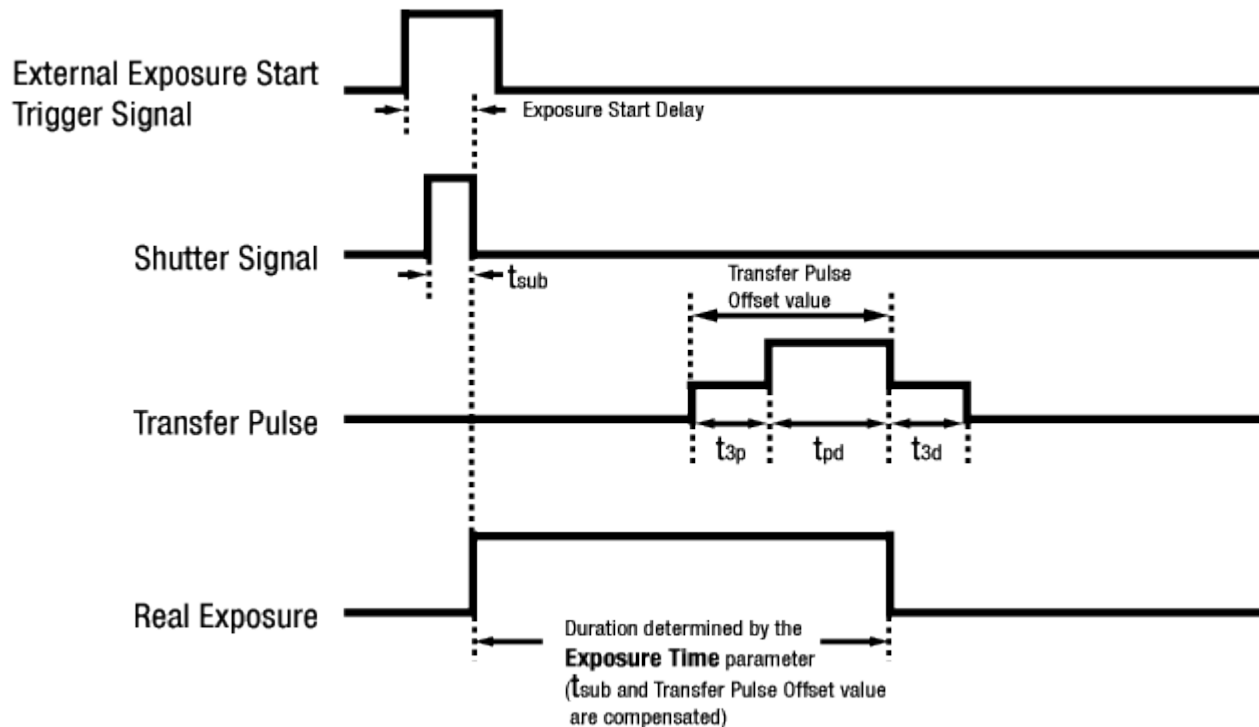 External Exposure Start
Trigger Signal
Exposure Start Delay
Shutter Signal
tsub
Transfer Pulse
Offset value
Transfer Pulse
t3p
tpd
t3d
Real Exposure
Duration determined by the
Exposure Time parameter
(tsub and Transfer Pulse Offset value
are compensated)